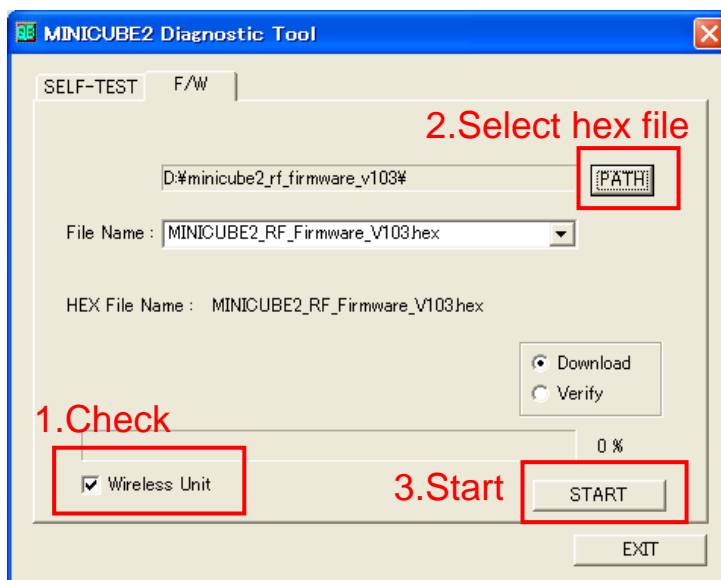 MINICUBE2 Diagnostic Tool
SELF-TEST
F/W
2.Select hex file
D:¥minicube2_rf_firmware_v103¥
PATH
File Name :
MINICUBE2_RF_Firmware_V103.hex
HEX File Name : MINICUBE2_RF_Firmware_V103.hex
Download
Verify
1.Check
0 %
Wireless Unit
3.Start
START
EXIT